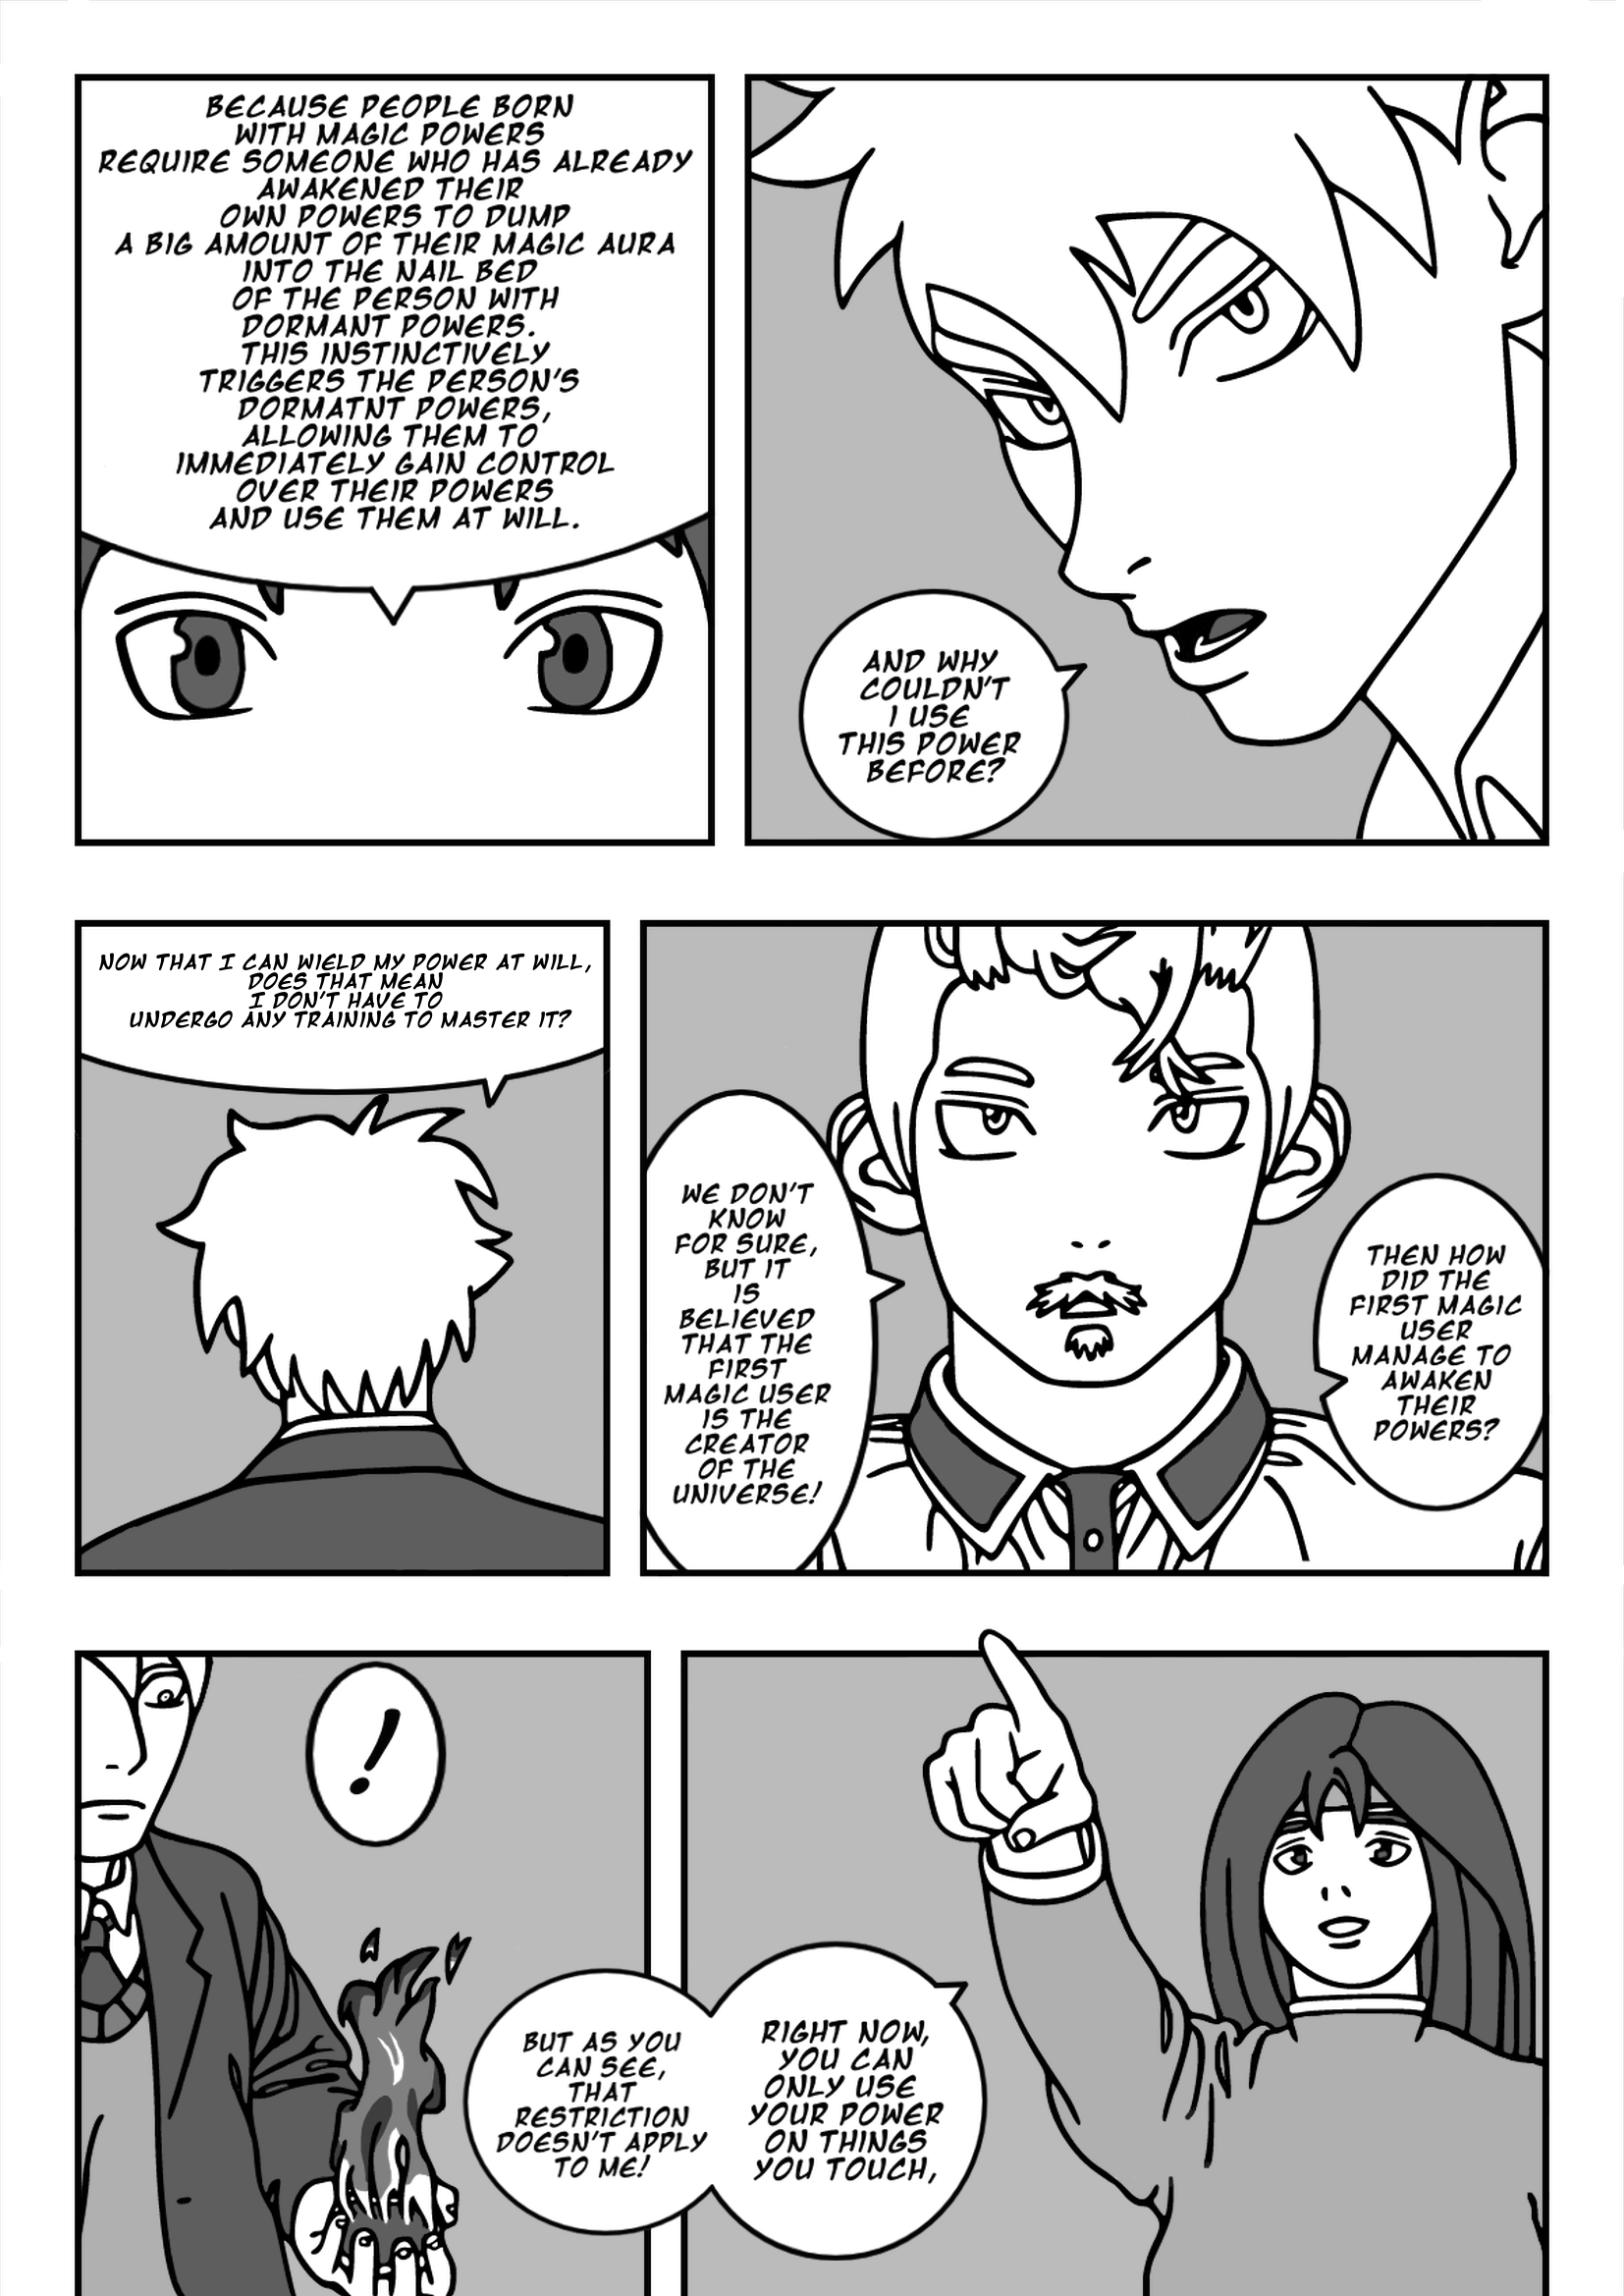 AND WHY
COULDN'T
I USE
THIS POWER
BEFORE?
BECAUSE PEOPLE BORN
WITH MAGIC POWERS
REQUIRE SOMEONE WHO HAS ALREADY
AWAKENED THEIR
OWN POWERS TO DUMP
A BIG AMOUNT OF THEIR MAGIC AURA
INTO THE NAIL BED
OF THE PERSON WITH
DORMANT POWERS.
THIS INSTINCTIVELY
TRIGGERS THE PERSON'S
DORMATNT POWERS,
ALLOWING THEM TO
IMMEDIATELY GAIN CONTROL
OVER THEIR POWERS
AND USE THEM AT WILL.
THEN HOW
DID THE
FIRST MAGIC
USER
MANAGE TO
AWAKEN
THEIR
POWERS?
WE DON'T
KNOW
FOR SURE,
BUT IT
IS
BELIEVED
THAT THE
FIRST
MAGIC USER
IS THE
CREATOR
OF THE
UNIVERSE!
NOW THAT I CAN WIELD MY POWER AT WILL,
DOES THAT MEAN
I DON'T HAVE TO
UNDERGO ANY TRAINING TO MASTER IT?
RIGHT NOW,
YOU CAN
ONLY USE
YOUR POWER
ON THINGS
YOU TOUCH,
BUT AS YOU
CAN SEE,
THAT
RESTRICTION
DOESN'T APPLY
TO ME!
!